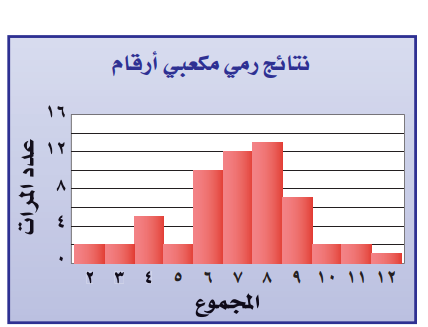 نتائج رمي مكعبي أرقام
عدد المرات
١٦
١٢
٨
٤
٠
٢ ٣ ٤ ٥ ٦ ٧ ٨ ٩ ١٠ ١١ ١٢
المجموع